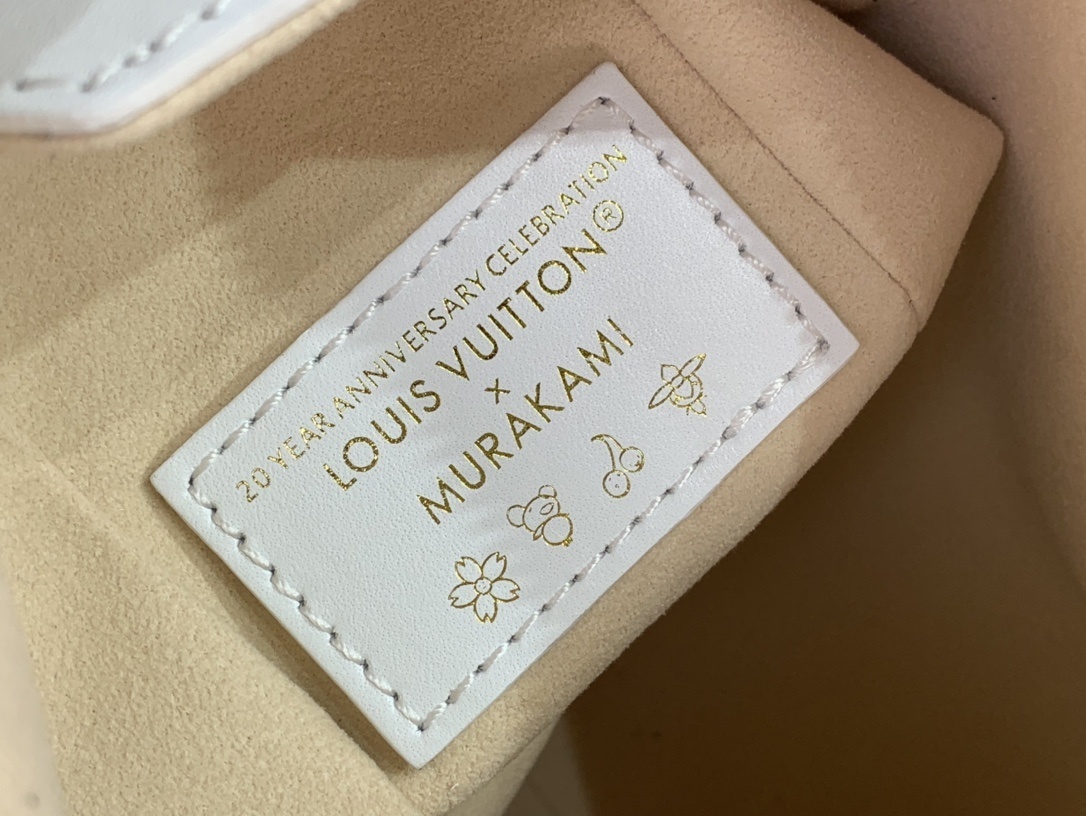 20 YEAR ANNIVERSARY CELEBRATION
LOUIS VUITTON®
x
MURAKAMI